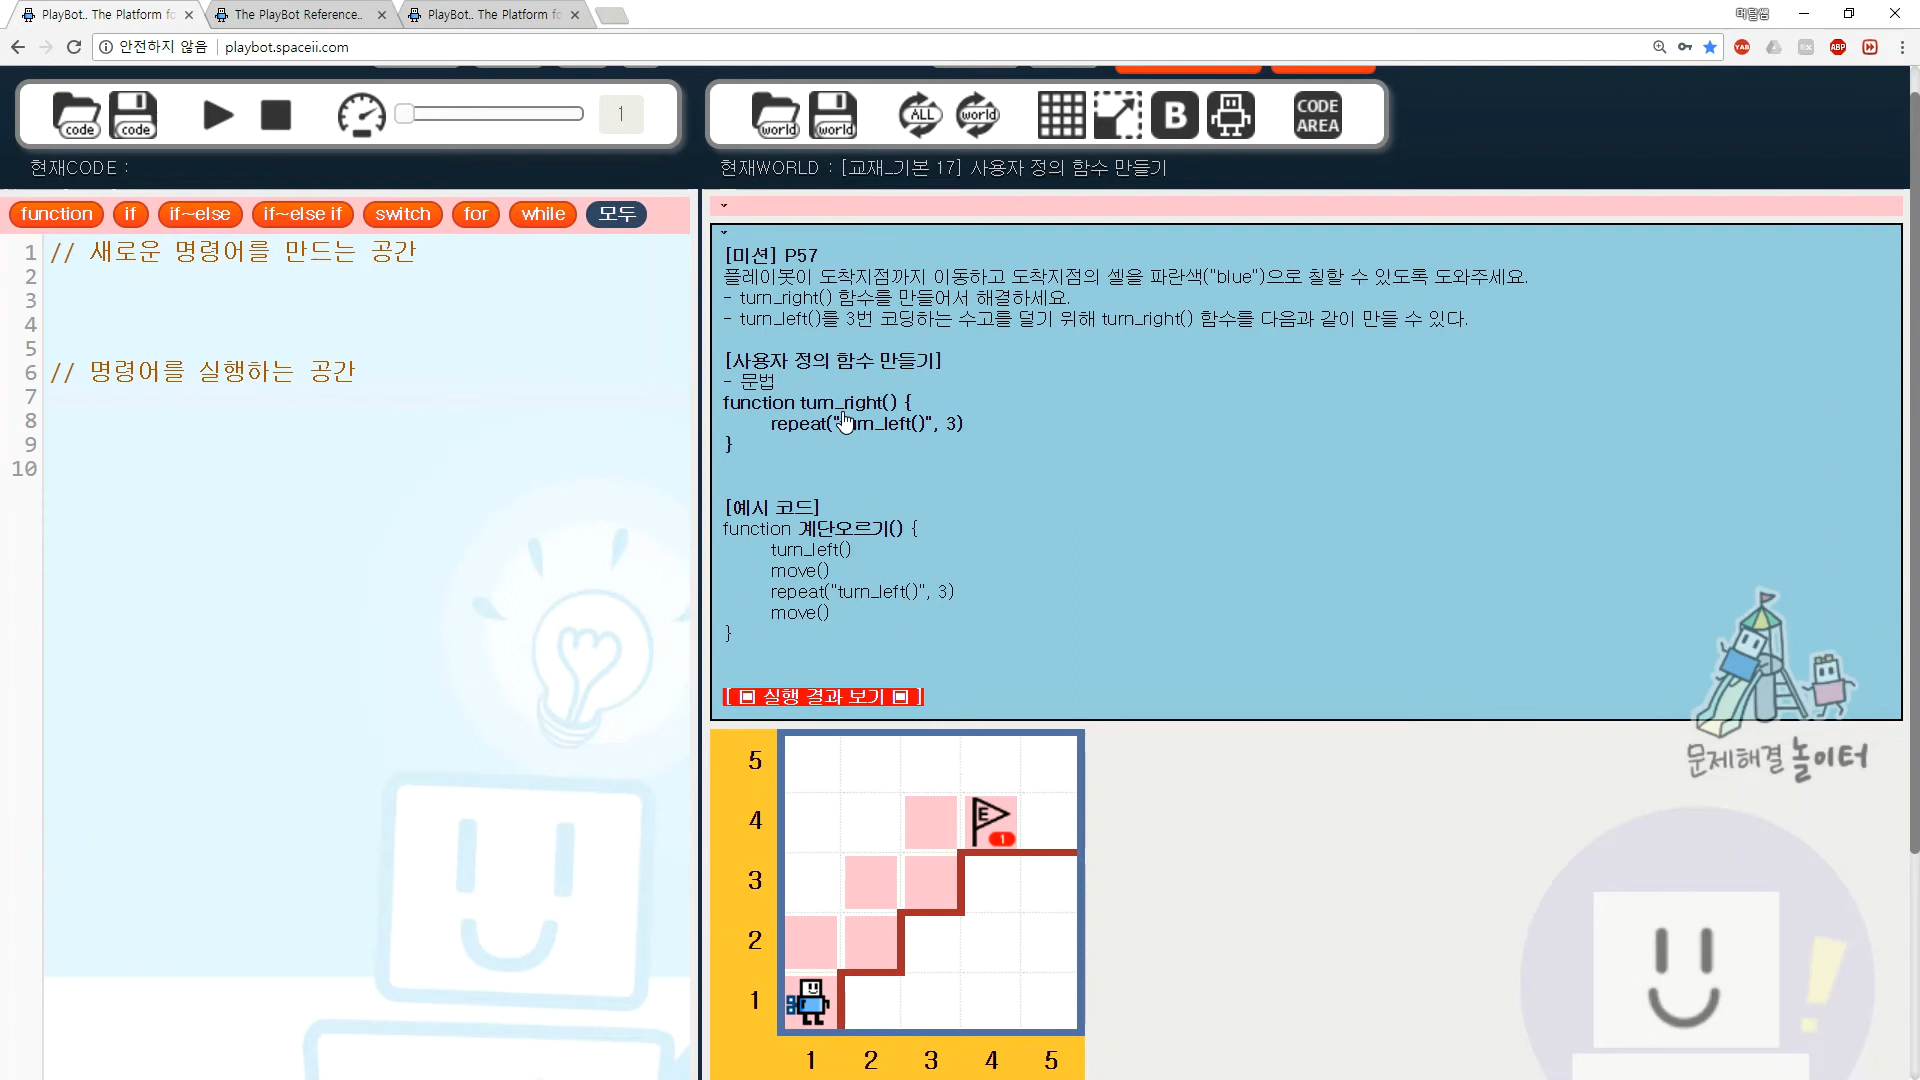 PlayBot.. The Platform fo
The PlayBot Reference..
PlayBot.. The Platform fo
머털쌤
안전하지 않음
playbot.spaceii.com
YAB
ABP
code
code
1
ALL
world
world
world
B
CODE
AREA
현재CODE :
현재WORLD : [교재_기본 17] 사용자 정의 함수 만들기
function
if
if~else
if~else if
switch
for
while
모두
1 // 새로운 명령어를 만드는 공간
2
3
4
5
6 // 명령어를 실행하는 공간
7
8
9
10
[미션] P57
플레이봇이 도착지점까지 이동하고 도착지점의 셀을 파란색("blue")으로 칠할 수 있도록 도와주세요.
- turn_right() 함수를 만들어서 해결하세요.
- turn_left()를 3번 코딩하는 수고를 덜기 위해 turn_right() 함수를 다음과 같이 만들 수 있다.
[사용자 정의 함수 만들기]
- 문법
function turn_right() {
repeat("turn_left()", 3)
}
[예시 코드]
function 계단오르기() {
turn_left()
move()
repeat("turn_left()", 3)
move()
}
[ ▣ 실행 결과 보기 ▣ ]
문제해결 놀이터
5
4
E
1
3
2
1
1 2 3 4 5